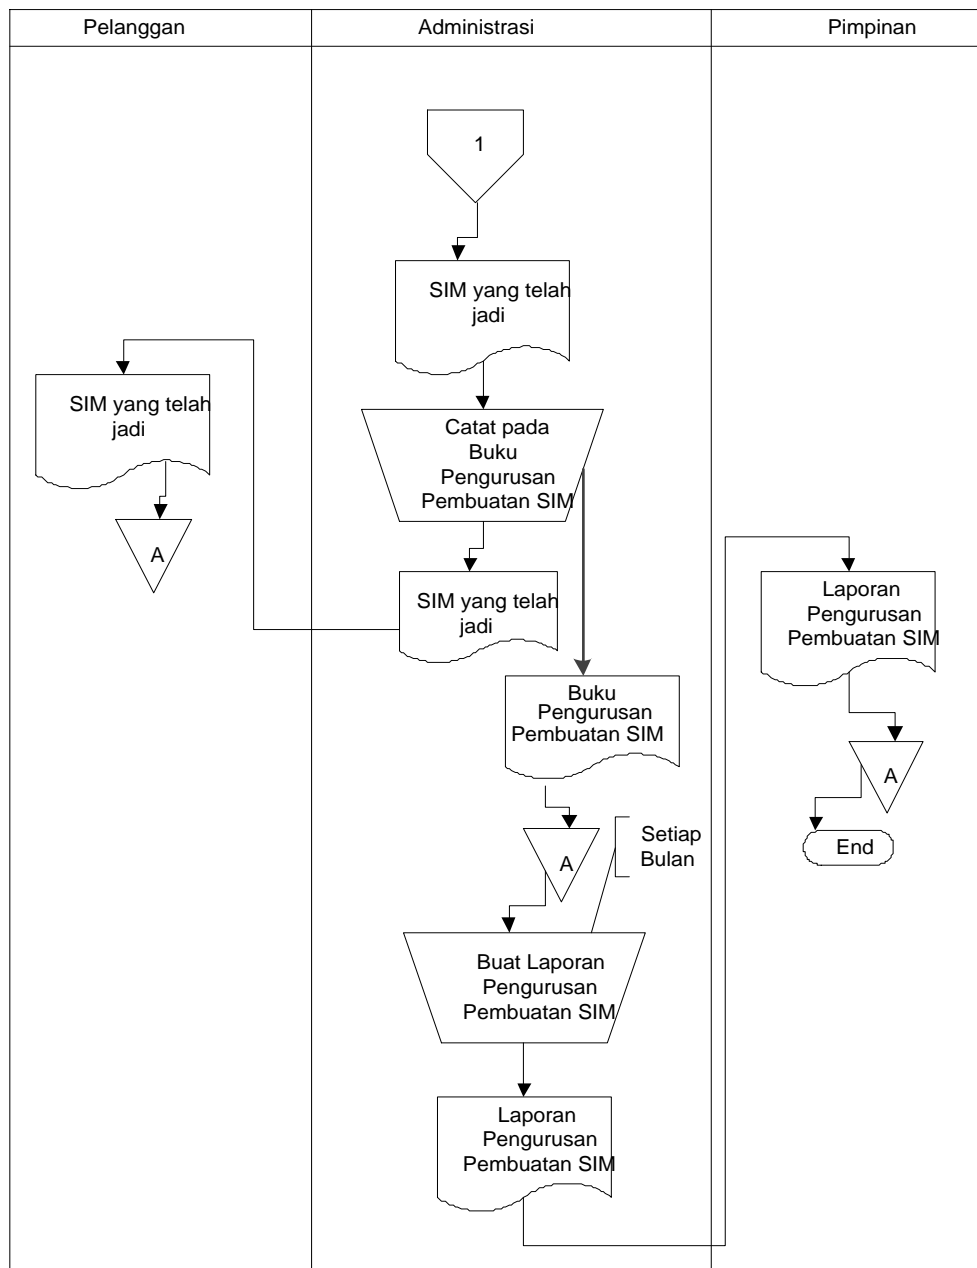 Pelanggan
Administrasi
Pimpinan
1
SIM yang telah
jadi
SIM yang telah
jadi
A
Catat pada
Buku
Pengurusan
Pembuatan SIM
SIM yang telah
jadi
Buku
Pengurusan
Pembuatan SIM
A
Setiap
Bulan
Buat Laporan
Pengurusan
Pembuatan SIM
Laporan
Pengurusan
Pembuatan SIM
Laporan
Pengurusan
Pembuatan SIM
A
End